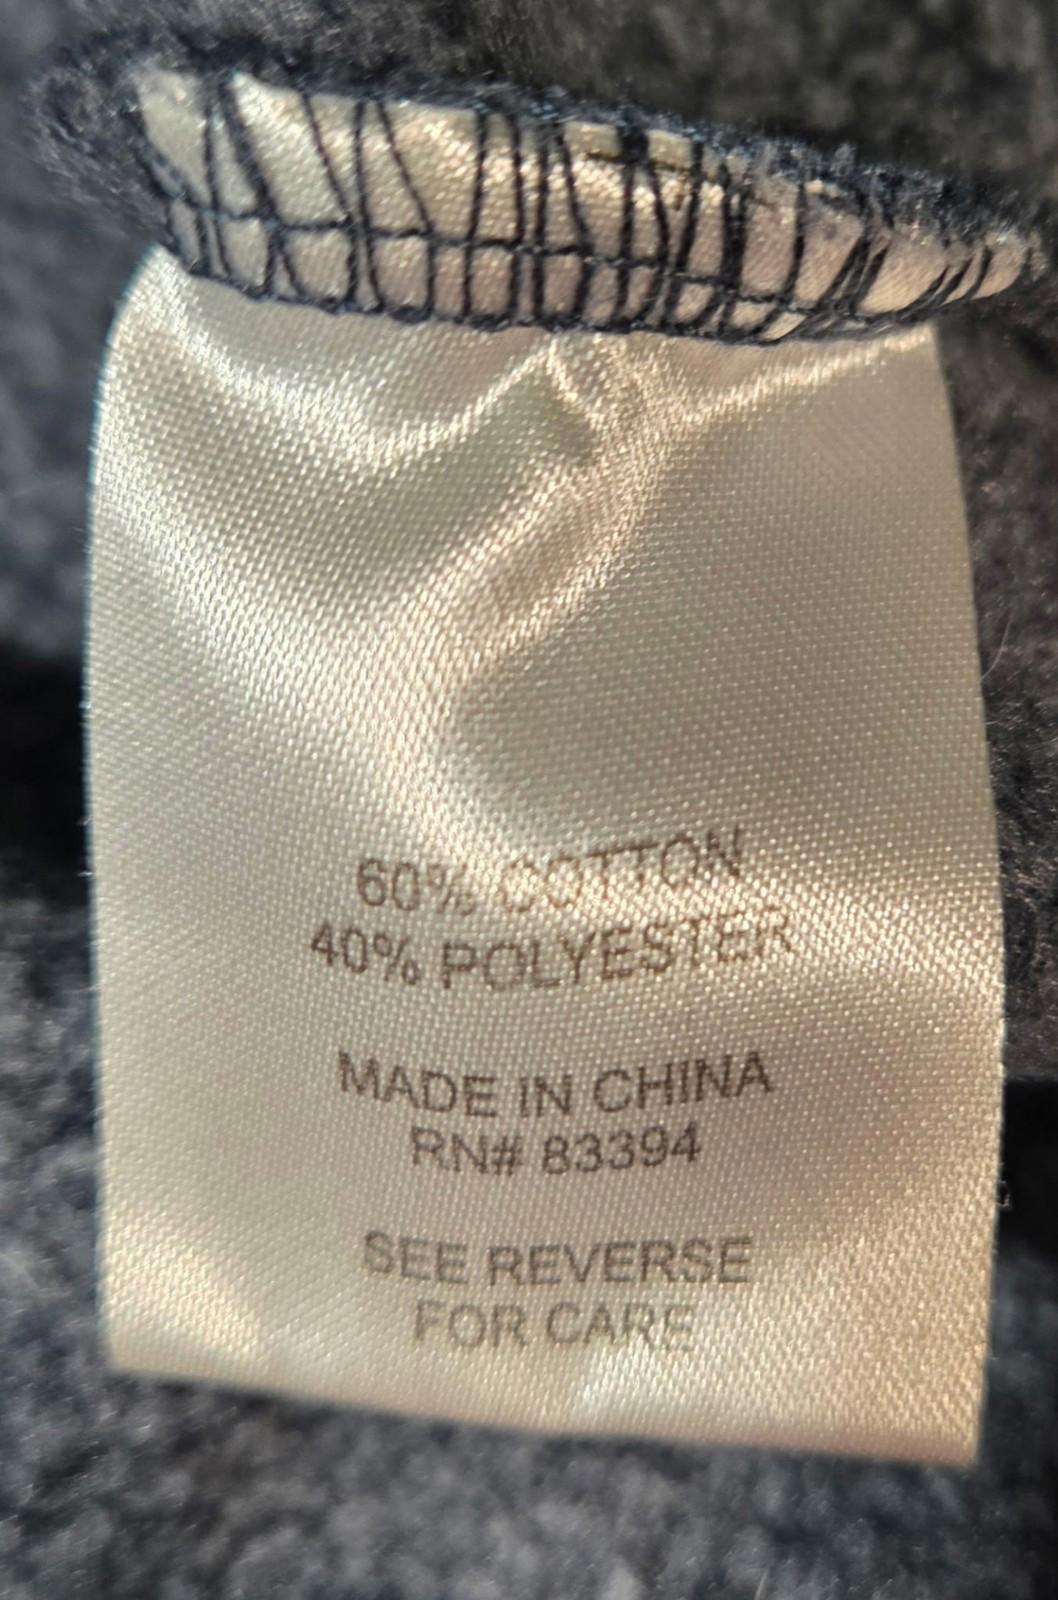 60% COTTON
40% POLYESTER
MADE IN CHINA
RN# 83394
SEE REVERSE
FOR CARE